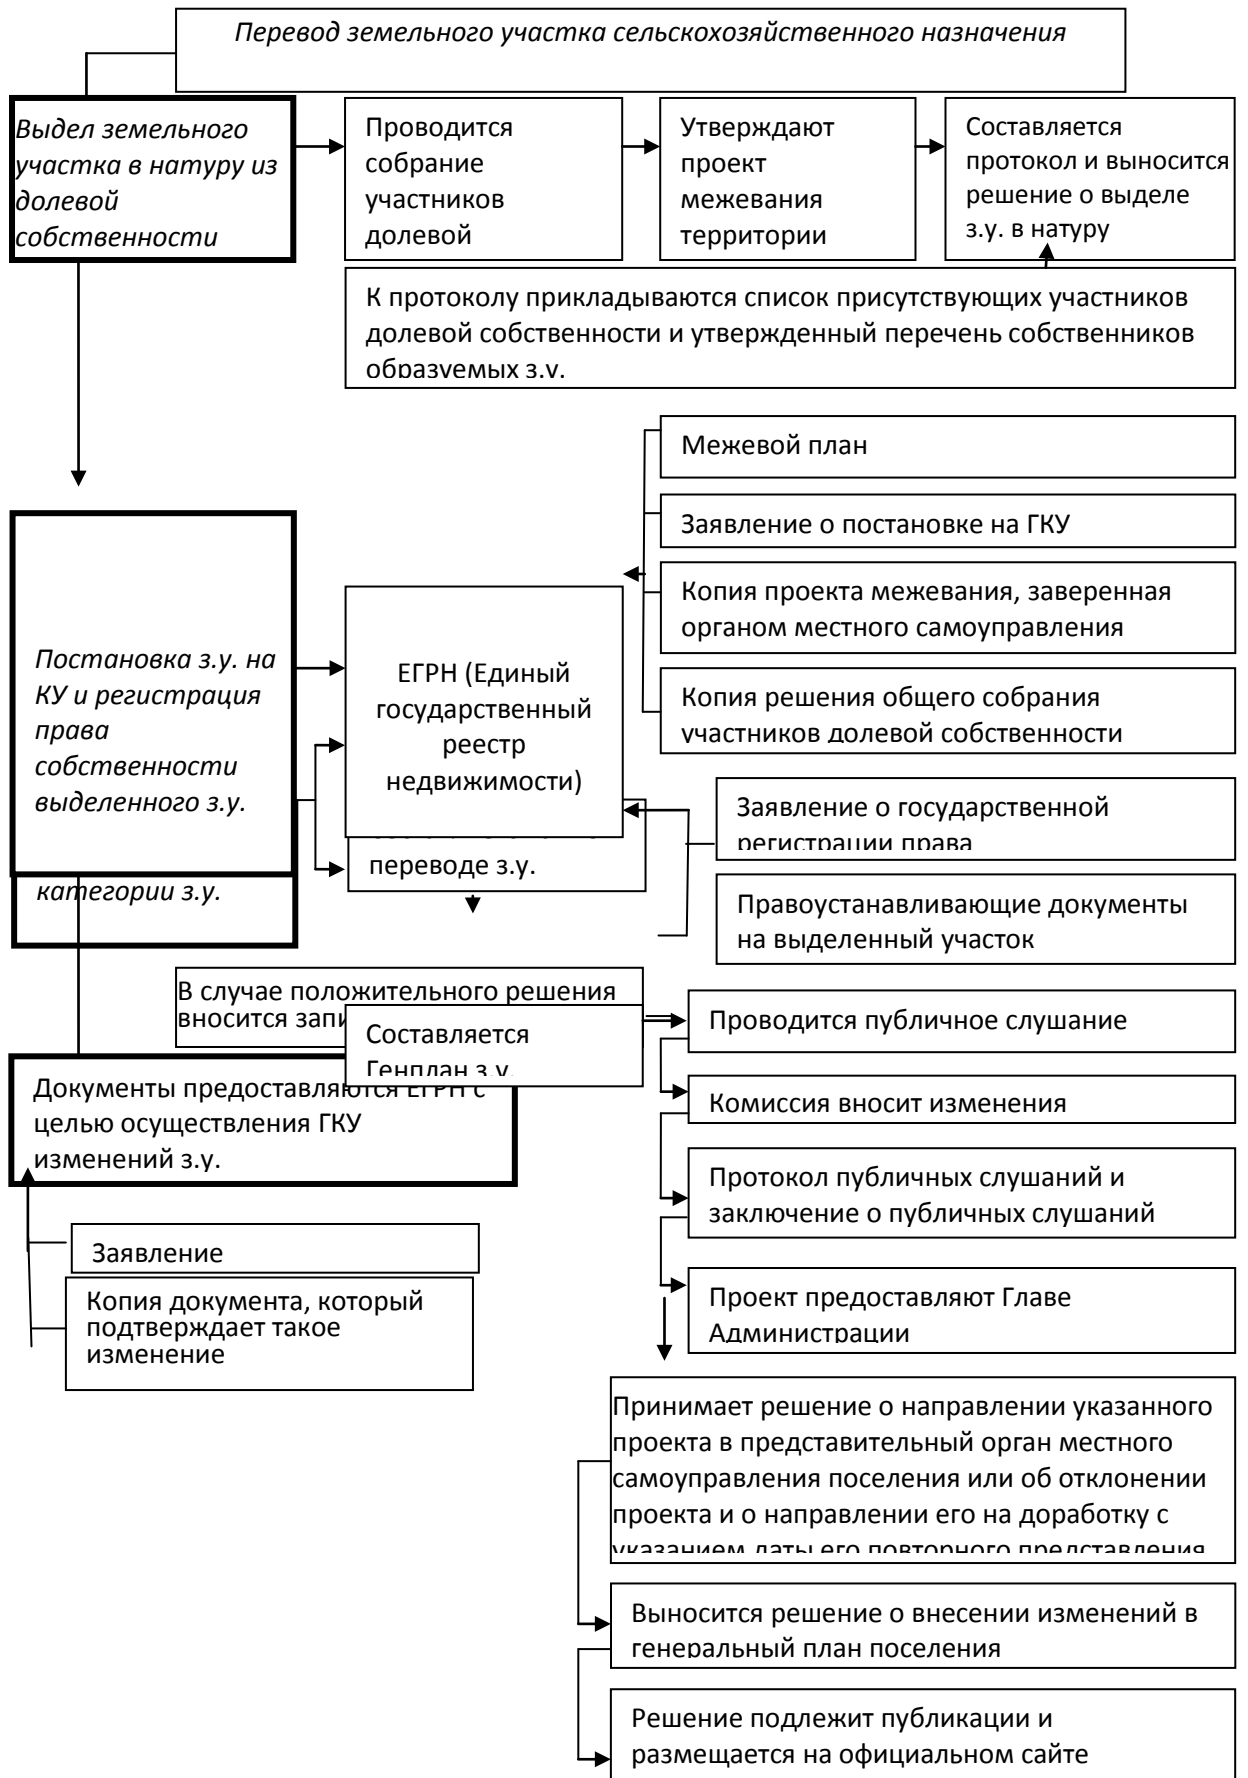 Перевод земельного участка сельскохозяйственного назначения
Выдел земельного
участка в натуру из
долевой
собственности
Проводится
собрание
участников
долевой
Утверждают
проект
межевания
территории
Составляется
протокол и выносится
решение о выделе
з.у. в натуру
К протоколу прикладываются список присутствующих участников
долевой собственности и утвержденный перечень собственников
образуемых з.у.
Межевой план
Заявление о постановке на ГКУ
Копия проекта межевания, заверенная
органом местного самоуправления
Копия решения общего собрания
участников долевой собственности
Постановка з.у. на
КУ и регистрация
права
собственности
выделенного з.у.
ЕГРН (Единый
государственный
реестр
недвижимости)
Заявление о государственной
регистрации права
переводе з.у.
категории з.у.
Правоустанавливающие документы
на выделенный участок
В случае положительного решения
вносится
Составляется
Генплан з.у.
Проводится публичное слушание
Документы предоставляются ЕГРН с
целью осуществления ГКУ
изменений з.у.
Комиссия вносит изменения
Протокол публичных слушаний и
заключение о публичных слушаний
Заявление
Копия документа, который
подтверждает такое
изменение
Проект предоставляют Главе
Администрации
Принимает решение о направлении указанного
проекта в представительный орган местного
самоуправления поселения или об отклонении
проекта и о направлении его на доработку с
указанием даты его повторного представления
Выносится решение о внесении изменений в
генеральный план поселения
Решение подлежит публикации и
размещается на официальном сайте